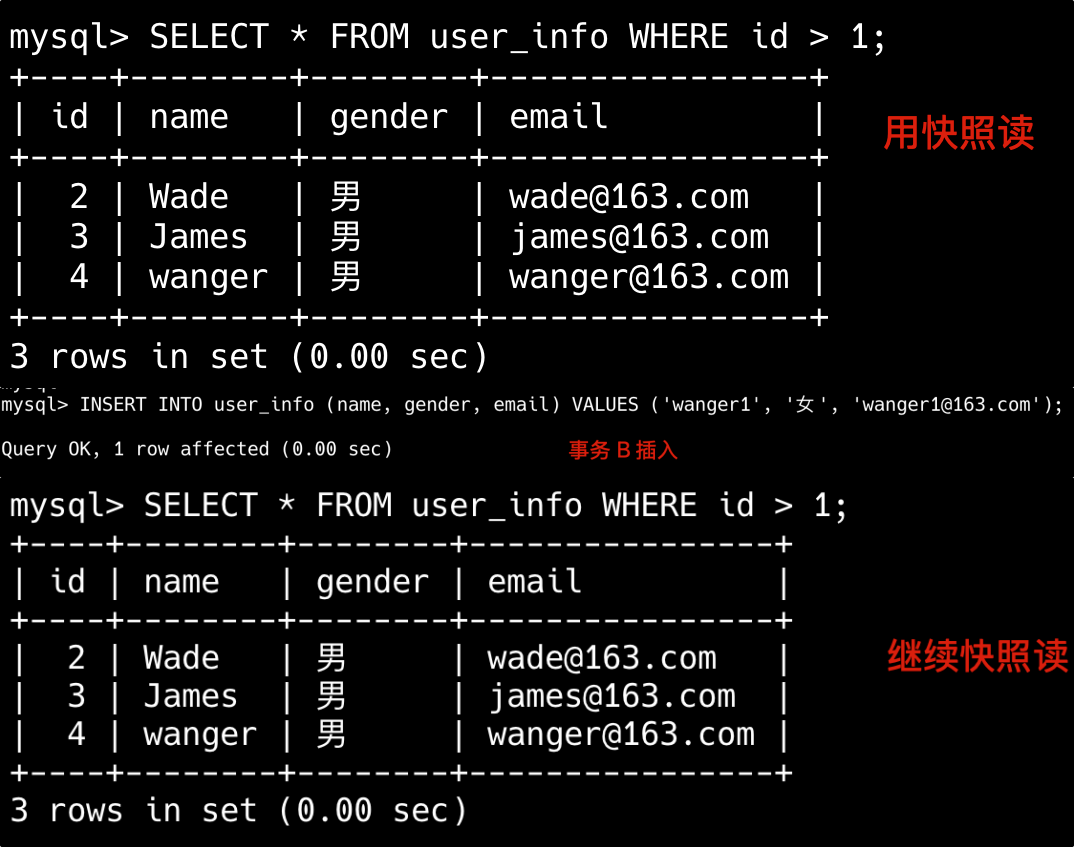 mysql> SELECT * FROM user_info WHERE id > 1;
+----+--------+--------+----------------+
| id | name   | gender | email          |
用快照读
+----+--------+--------+----------------+
|  2 | Wade   | 男     | wade@163.com   |
|  3 | James  | 男     | james@163.com  |
|  4 | wanger | 男     | wanger@163.com |
+----+--------+--------+----------------+
3 rows in set (0.00 sec)
mysql> INSERT INTO user_info (name, gender, email) VALUES ('wanger1', '女', 'wanger1@163.com');
Query OK, 1 row affected (0.00 sec)
事务 B 插入
mysql> SELECT * FROM user_info WHERE id > 1;
+----+--------+--------+----------------+
| id | name   | gender | email          |
+----+--------+--------+----------------+
|  2 | Wade   | 男     | wade@163.com   |
继续快照读
|  3 | James  | 男     | james@163.com  |
|  4 | wanger | 男     | wanger@163.com |
+----+--------+--------+----------------+
3 rows in set (0.00 sec)